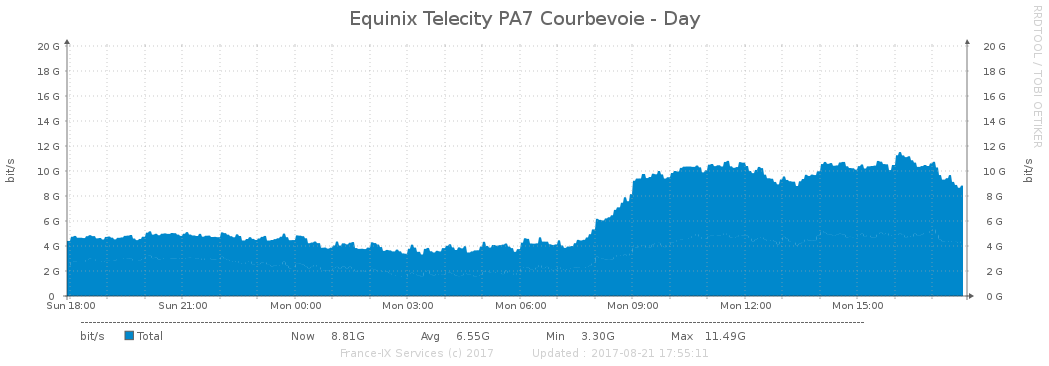 Equinix Telecity PA7 Courbevoie - Day
RRDTOOL / TOBI OETIKER
20 G 20 G
18 G 18 G
16 G 16 G
14 G 14 G
12 G 12 G
10 G 10 G
8 G 8 G
6 G 6 G
4 G 4 G
2 G 2 G
0 0 G
bit/s
bit/s
Sun 18:00 Sun 21:00 Mon 00:00 Mon 03:00 Mon 06:00 Mon 09:00 Mon 12:00 Mon 15:00
bit/s Total Now 8.81G Avg 6.55G Min 3.30G Max 11.49G
France-IX Services (c) 2017 Updated : 2017-08-21 17:55:11